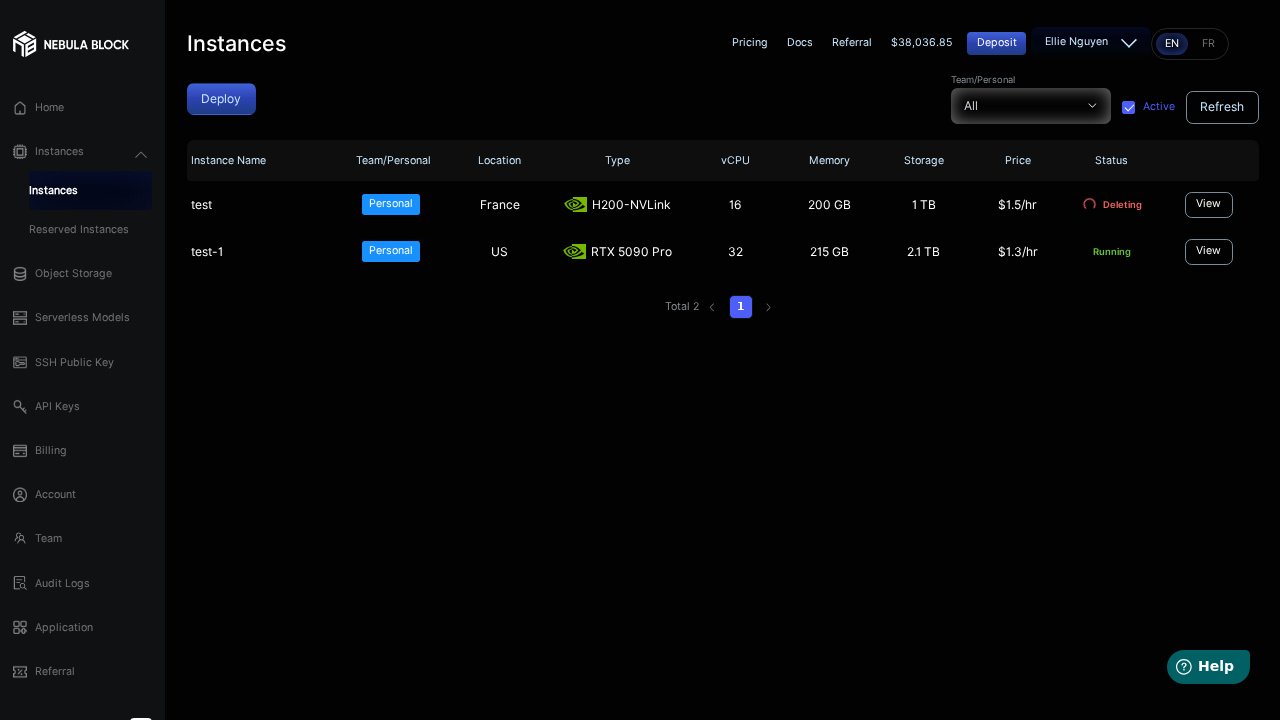 NEBULA BLOCK
Home
Instances
Instances
Reserved Instances
Object Storage
Serverless Models
SSH Public Key
API Keys
Billing
Account
Team
Audit Logs
Application
Referral
Instances
Pricing Docs Referral $38,036.85 Deposit Ellie Nguyen EN FR
Deploy
Team/Personal
All Active Refresh
Instance Name Team/Personal Location Type vCPU Memory Storage Price Status
test Personal France H200-NVLink 16 200 GB 1 TB $1.5/hr Deleting View
test-1 Personal US RTX 5090 Pro 32 215 GB 2.1 TB $1.3/hr Running View
Total 2 1
Help